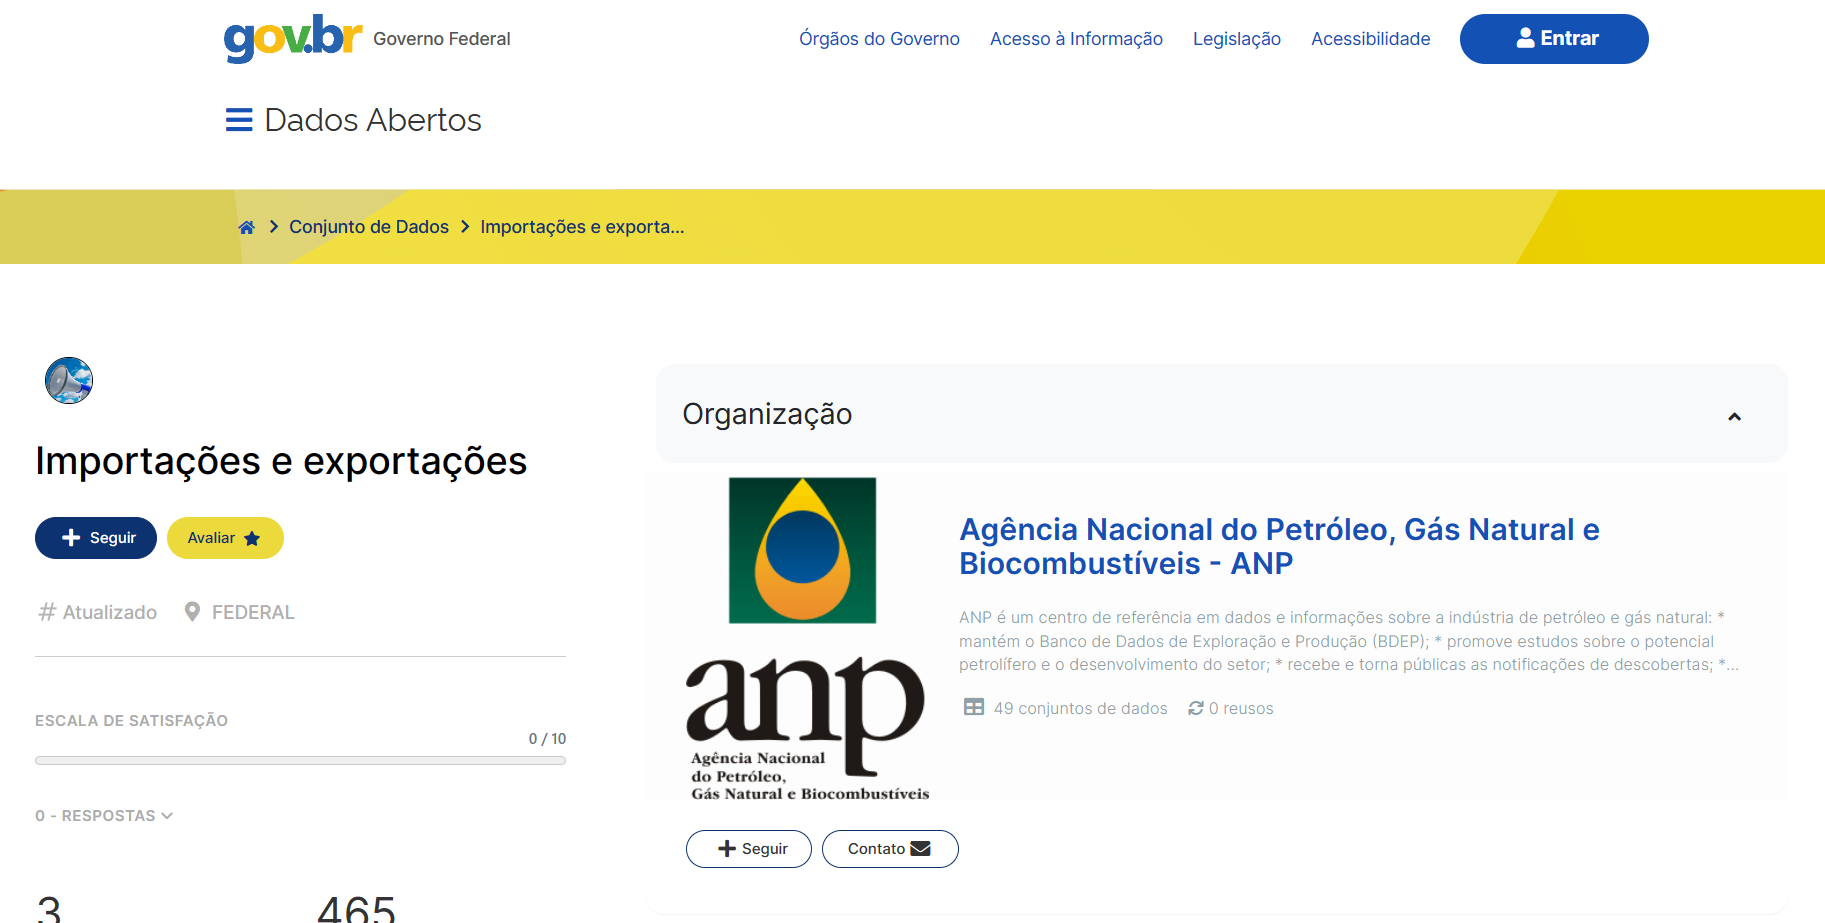 gov.br Governo Federal
Órgãos do Governo Acesso à Informação Legislação Acessibilidade Entrar
Dados Abertos
Conjunto de Dados Importações e exporta...
Importações e exportações
Seguir Avaliar
# Atualizado FEDERAL
ESCALA DE SATISFAÇÃO
0 / 10
0 - RESPOSTAS
3 465
Organização
anp
Agência Nacional
do Petróleo,
Gás Natural e Biocombustíveis
Agência Nacional do Petróleo, Gás Natural e
Biocombustíveis - ANP
ANP é um centro de referência em dados e informações sobre a indústria de petróleo e gás natural: *
mantém o Banco de Dados de Exploração e Produção (BDEP); * promove estudos sobre o potencial
petrolífero e o desenvolvimento do setor; * recebe e torna públicas as notificações de descobertas; *...
49 conjuntos de dados 0 reusos
Seguir Contato